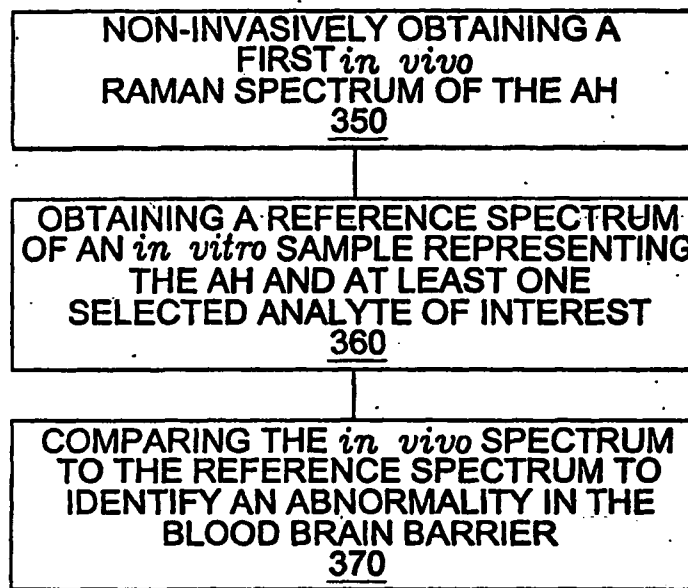 NON-INVASIVELY OBTAINING A
FIRST in vivo
RAMAN SPECTRUM OF THE AH
350
OBTAINING A REFERENCE SPECTRUM
OF AN in vitro SAMPLE REPRESENTING
THE AH AND AT LEAST ONE
SELECTED ANALYTE OF INTEREST
360
COMPARING THE in vivo SPECTRUM
TO THE REFERENCE SPECTRUM TO
IDENTIFY AN ABNORMALITY IN THE
BLOOD BRAIN BARRIER
370